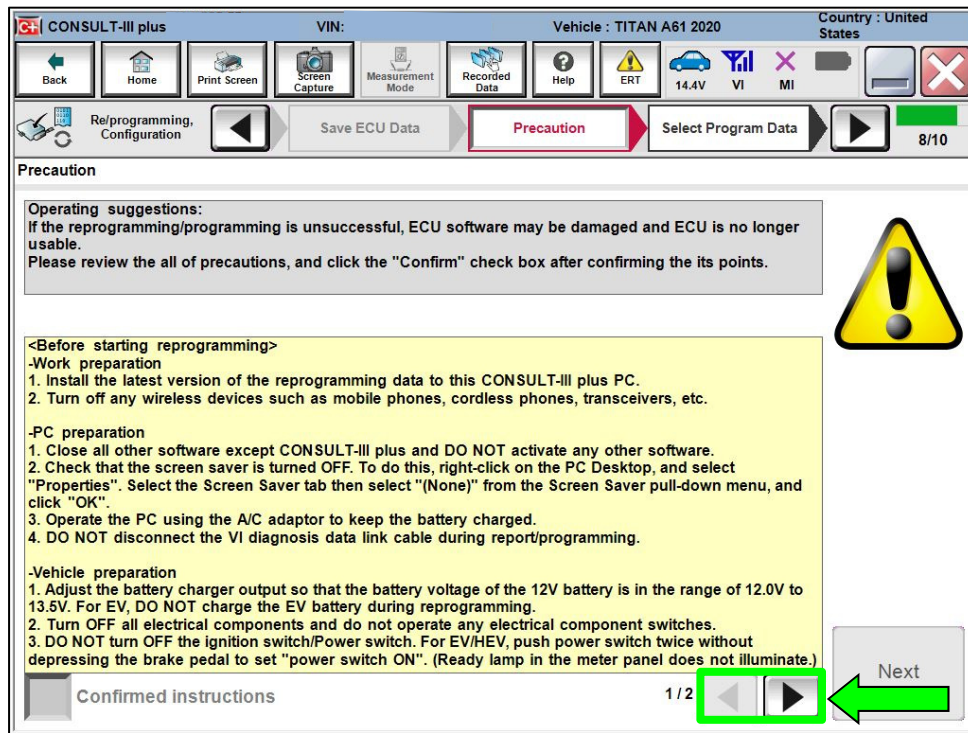 C+ CONSULT-III plus VIN: Vehicle : TITAN A61 2020 Country : United
States
Back Home Print Screen Screen
Capture Measurement
Mode Recorded
Data Help ERT 14.4V VI MI
Re/programming,
Configuration Save ECU Data Precaution Select Program Data 8/10
Precaution
Operating suggestions:
If the reprogramming/programming is unsuccessful, ECU software may be damaged and ECU is no longer
usable.
Please review the all of precautions, and click the "Confirm" check box after confirming the its points.
<Before starting reprogramming>
-Work preparation
1. Install the latest version of the reprogramming data to this CONSULT-III plus PC.
2. Turn off any wireless devices such as mobile phones, cordless phones, transceivers, etc.
-PC preparation
1. Close all other software except CONSULT-III plus and DO NOT activate any other software.
2. Check that the screen saver is turned OFF. To do this, right-click on the PC Desktop, and select
"Properties". Select the Screen Saver tab then select "(None)" from the Screen Saver pull-down menu, and
click "OK".
3. Operate the PC using the A/C adaptor to keep the battery charged.
4. DO NOT disconnect the VI diagnosis data link cable during report/programming.
-Vehicle preparation
1. Adjust the battery charger output so that the battery voltage of the 12V battery is in the range of 12.0V to
13.5V. For EV, DO NOT charge the EV battery during reprogramming.
2. Turn OFF all electrical components and do not operate any electrical component switches.
3. DO NOT turn OFF the ignition switch/Power switch. For EV/HEV, push power switch twice without
depressing the brake pedal to set "power switch ON". (Ready lamp in the meter panel does not illuminate.)
Confirmed instructions 1 / 2 Next